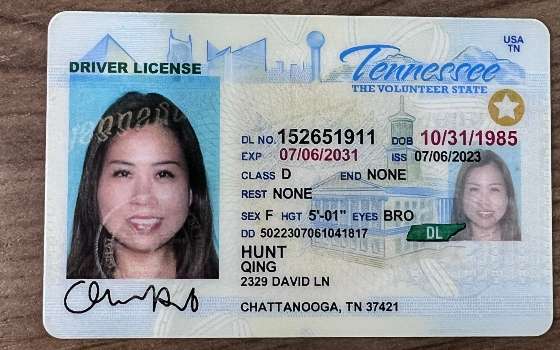 USA
TN
Tennessee
THE VOLUNTEER STATE
DRIVER LICENSE
DL NO. 152651911 DOB 10/31/1985
EXP 07/06/2031 ISS 07/06/2023
CLASS D END NONE
REST NONE
SEX F HGT 5'-01" EYES BRO
DD 5022307061041817
DL
HUNT
QING
2329 DAVID LN
CHATTANOOGA, TN 37421